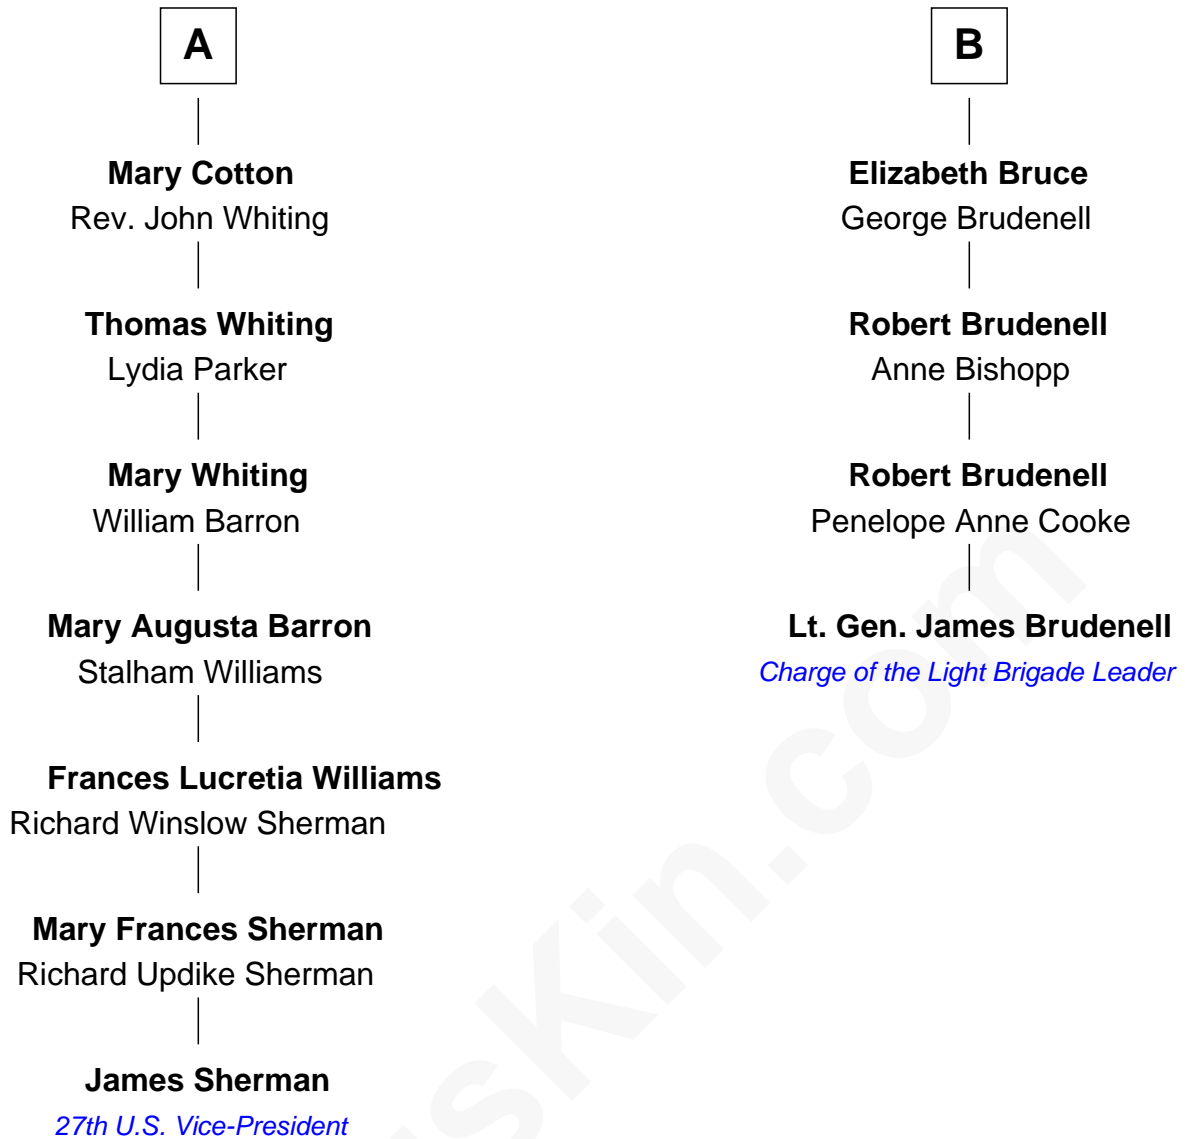 A
Mary Cotton
Rev. John Whiting
Thomas Whiting
Lydia Parker
Mary Whiting
William Barron
Mary Augusta Barron
Stalham Williams
Frances Lucretia Williams
Richard Winslow Sherman
Mary Frances Sherman
Richard Updike Sherman
James Sherman
27th U.S. Vice-President
B
Elizabeth Bruce
George Brudenell
Robert Brudenell
Anne Bishopp
Robert Brudenell
Penelope Anne Cooke
Lt. Gen. James Brudenell
Charge of the Light Brigade Leader
sKin.com